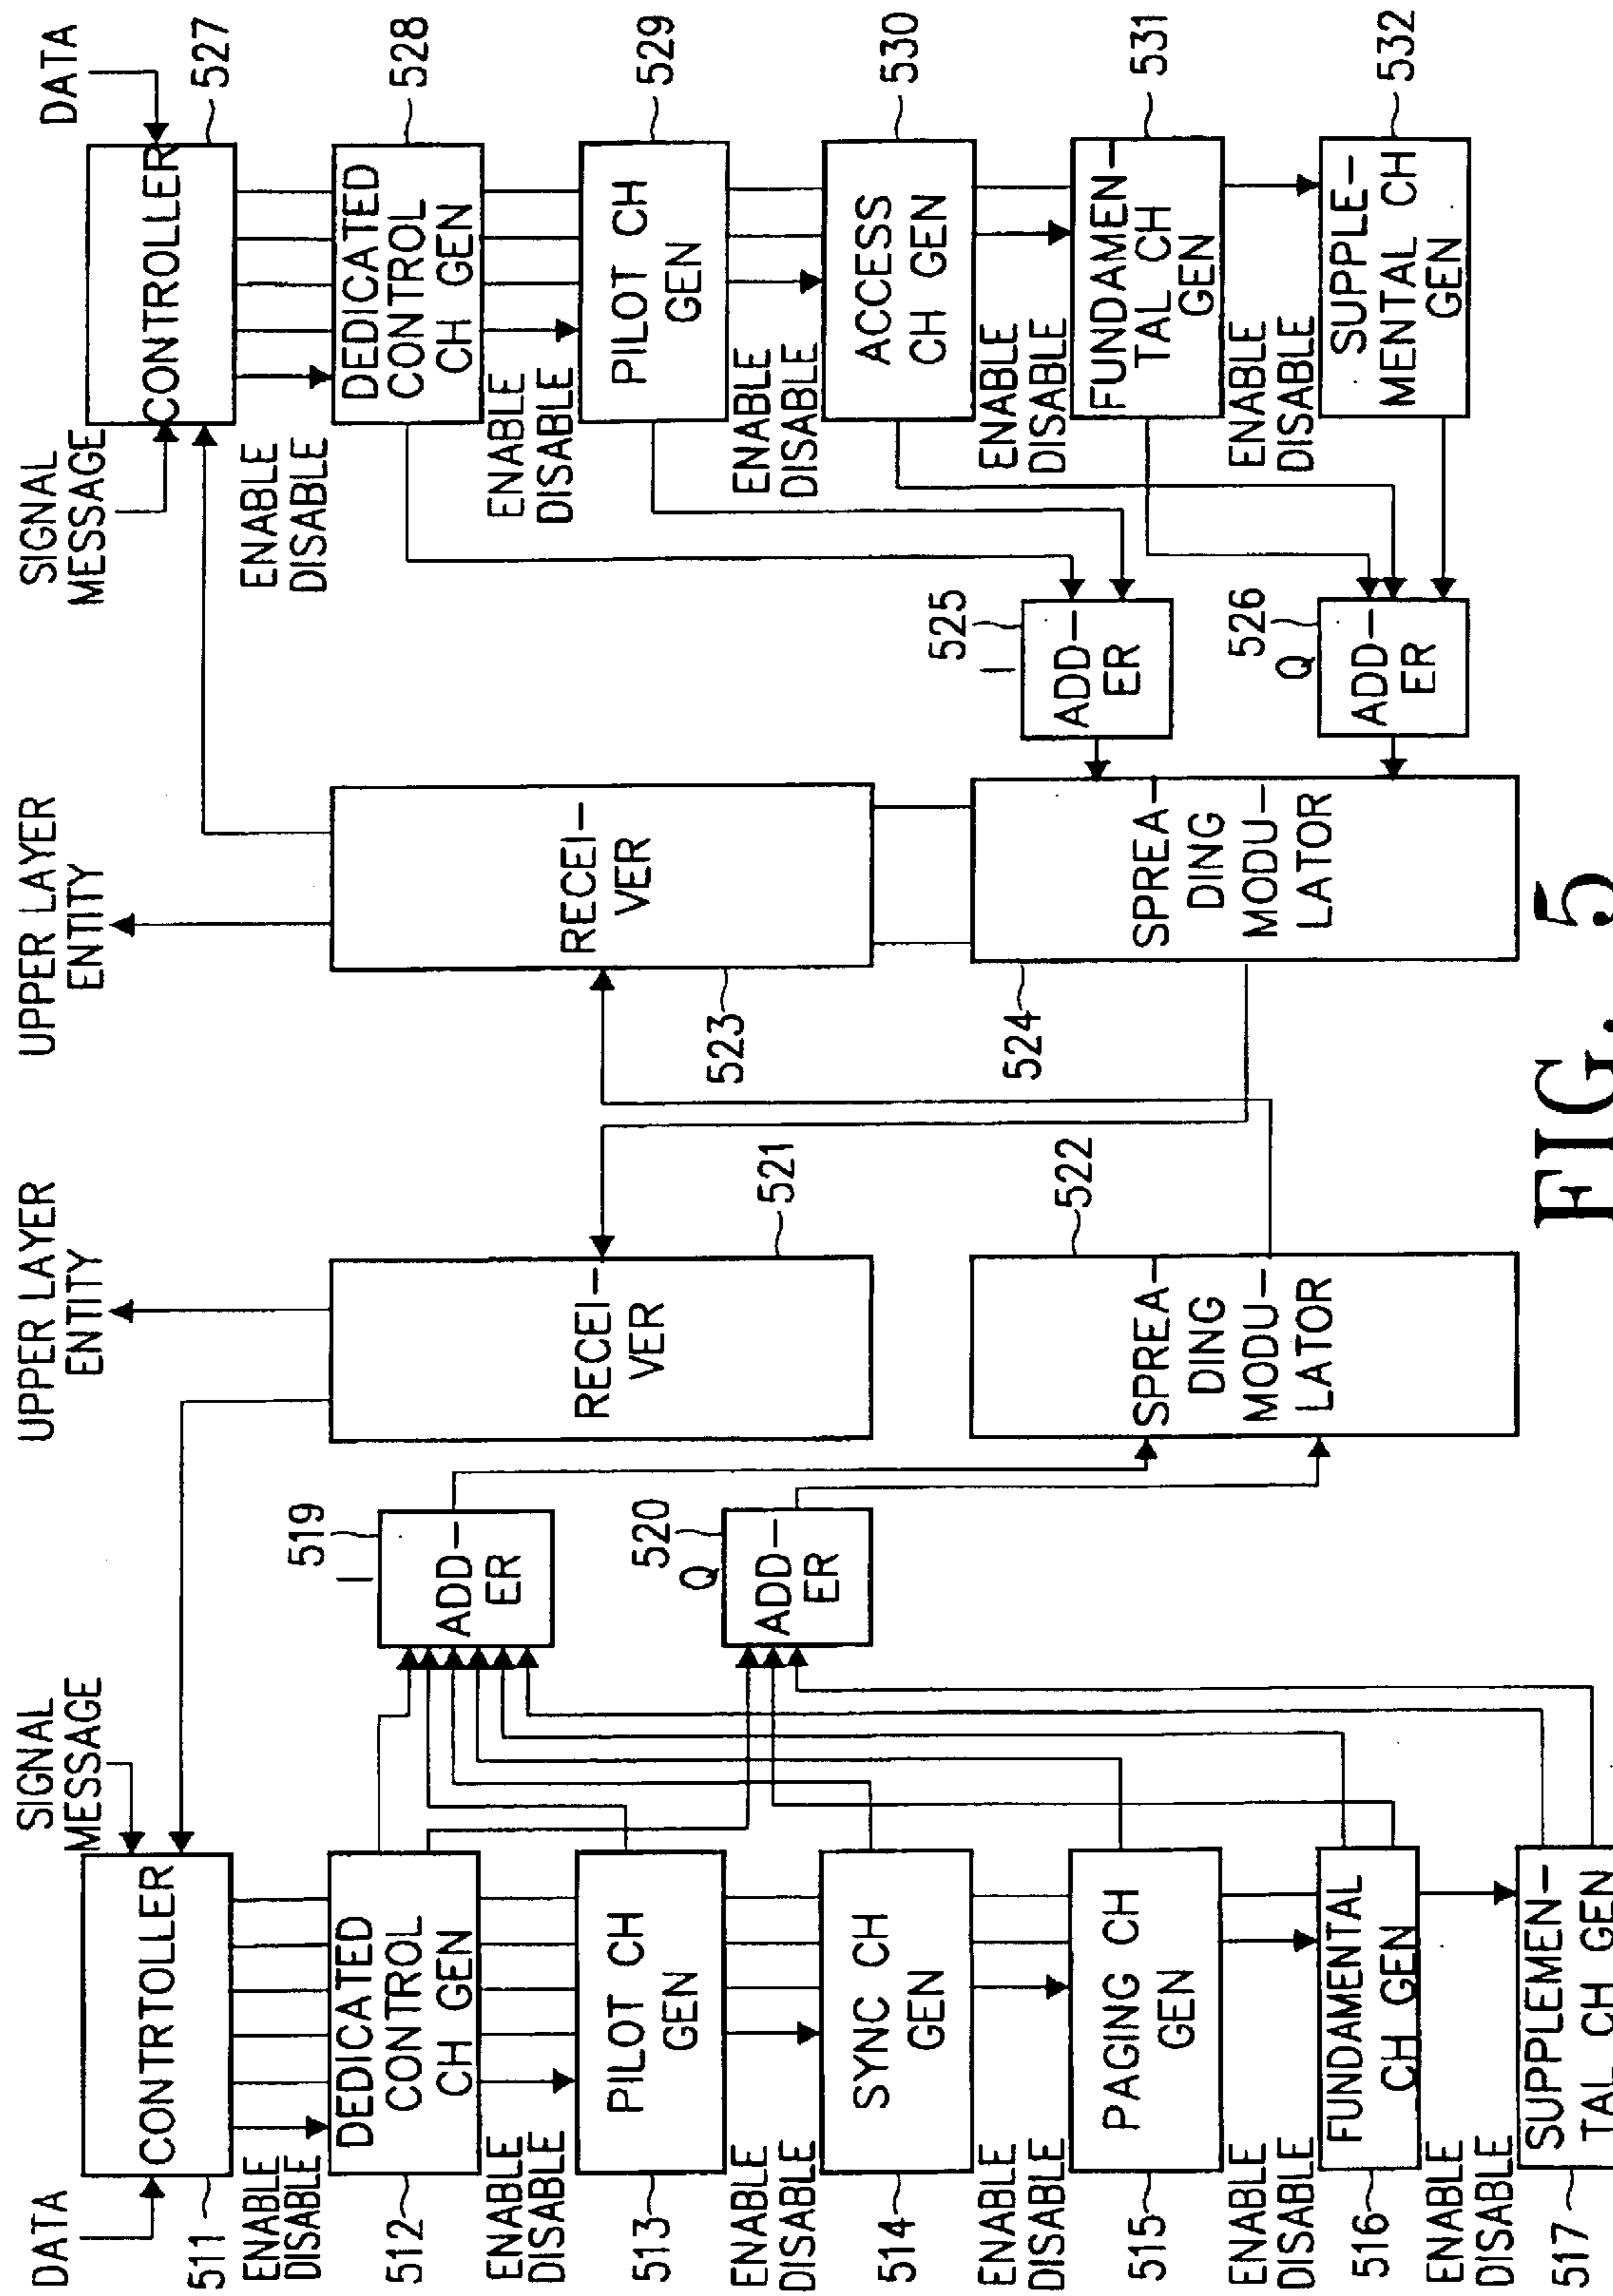 DATA
SIGNAL
MESSAGE
CONTRTOLLER
511
ENABLE
DISABLE
DEDICATED
CONTROL
CH GEN
512
ENABLE
DISABLE
PILOT CH
GEN
513
ENABLE
DISABLE
SYNC CH
GEN
514
ENABLE
DISABLE
PAGING CH
GEN
515
ENABLE
DISABLE
FUNDAMENTAL
CH GEN
516
ENABLE
DISABLE
SUPPLEMEN-
TAL CH GEN
517
519
I
ADD-
ER
520
Q
ADD-
ER
UPPER LAYER
ENTITY
RECEI-
VER
521
522
SPREA-
DING
MODU-
LATOR
UPPER LAYER
ENTITY
RECEI-
VER
523
524
SPREA-
DING
MODU-
LATOR
525
I
ADD-
ER
526
Q
ADD-
ER
SIGNAL
MESSAGE
DATA
CONTROLLER
527
ENABLE
DISABLE
DEDICATED
CONTROL
CH GEN
528
ENABLE
DISABLE
PILOT CH
GEN
529
ENABLE
DISABLE
ACCESS
CH GEN
530
ENABLE
DISABLE
FUNDAMEN-
TAL CH
GEN
531
ENABLE
DISABLE
SUPPLE-
MENTAL CH
GEN
532
FIG. 5